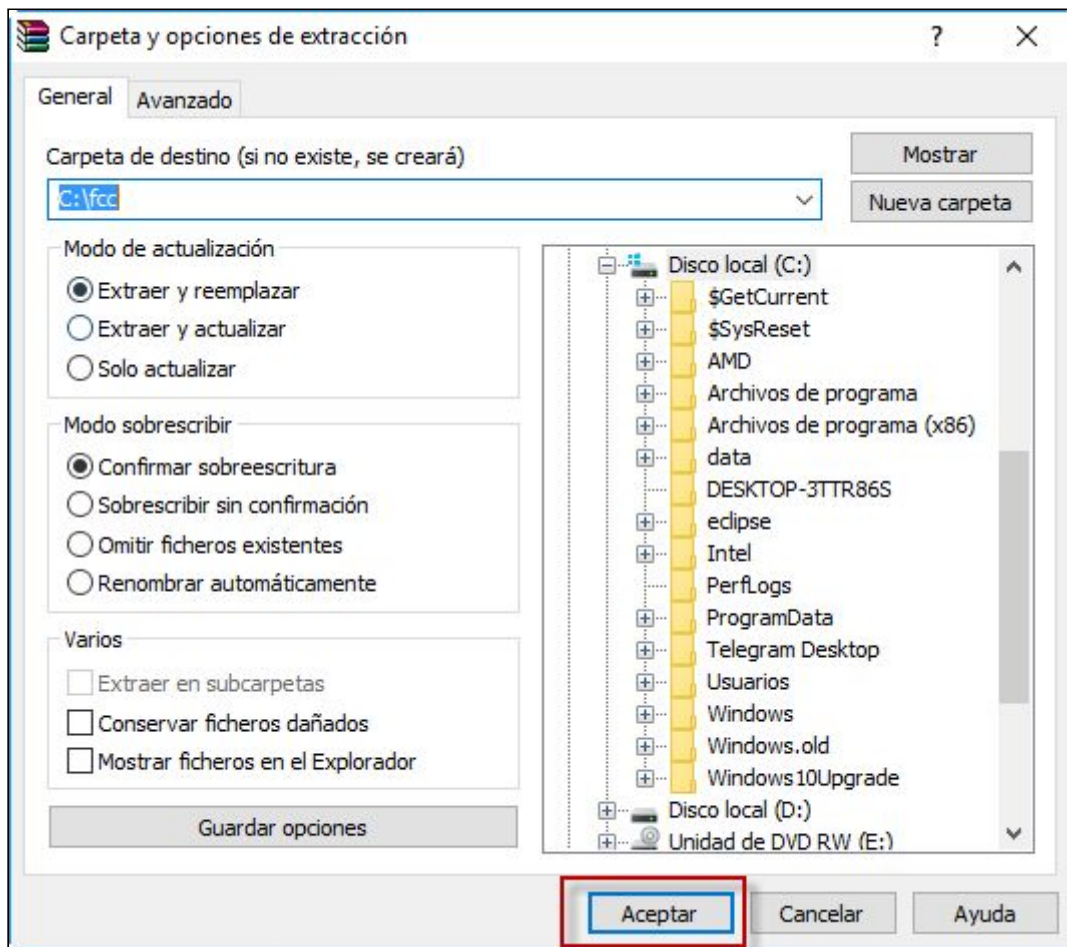 Carpeta y opciones de extracción
General
Avanzado
Carpeta de destino (si no existe, se creará)
Mostrar
C:\fcc
Nueva carpeta
Modo de actualización
Extraer y reemplazar
Extraer y actualizar
Solo actualizar
Modo sobrescribir
Confirmar sobreescritura
Sobrescribir sin confirmación
Omitir ficheros existentes
Renombrar automáticamente
Varios
Extraer en subcarpetas
Conservar ficheros dañados
Mostrar ficheros en el Explorador
Guardar opciones
Disco local (C:)
$GetCurrent
$SysReset
AMD
Archivos de programa
Archivos de programa (x86)
data
DESKTOP-3TTR86S
eclipse
Intel
PerfLogs
ProgramData
Telegram Desktop
Usuarios
Windows
Windows.old
Windows10Upgrade
Disco local (D:)
Unidad de DVD RW (E:)
Aceptar
Cancelar
Ayuda